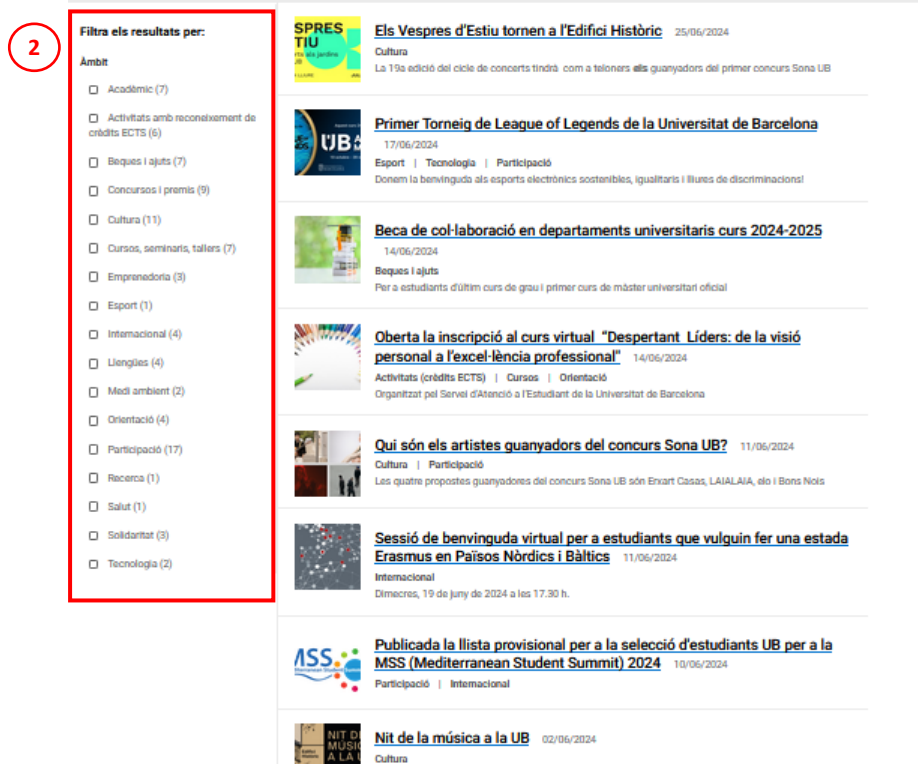 2
Filtra els resultats per:
Àmbit
Acadèmic (7)
Activitats amb reconeixement de
crèdits ECTS (6)
Beques i ajuts (7)
Concursos i premis (9)
Cultura (11)
Cursos, seminaris, tallers (7)
Emprenedoria (3)
Esport (1)
Internacional (4)
Llengües (4)
Medi ambient (2)
Orientació (4)
Participació (17)
Recerca (1)
Salut (1)
Solidaritat (3)
Tecnologia (2)
SPRES
TIU
Els Vespres d'Estiu tornen a l'Edifici Històric 25/06/2024
Cultura
La 19a edició del cicle de concerts tindrà com a teloners els guanyadors del primer concurs Sona UB
UB
Primer Torneig de League of Legends de la Universitat de Barcelona
17/06/2024
Esport | Tecnologia | Participació
Donem la benvinguda als esports electrònics sostenibles, igualitaris i lliures de discriminacions!
Beca de col·laboració en departaments universitaris curs 2024-2025
14/06/2024
Beques i ajuts
Per a estudiants d'últim curs de grau i primer curs de màster universitari oficial
Oberta la inscripció al curs virtual "Despertant Líders: de la visió
personal a l'excel·lència professional" 14/06/2024
Activitats (crèdits ECTS) | Cursos | Orientació
Organitzat pel Servei d'Atenció a l'Estudiant de la Universitat de Barcelona
Qui són els artistes guanyadors del concurs Sona UB? 11/06/2024
Cultura | Participació
Les quatre propostes guanyadores del concurs Sona UB són Enxart Casas, LAIALAIA, elo i Bons Nois
Sessió de benvinguda virtual per a estudiants que vulguin fer una estada
Erasmus en Països Nòrdics i Bàltics 11/06/2024
Internacional
Dimecres, 19 de juny de 2024 a les 17.30 h.
MSS
Publicada la llista provisional per a la selecció d'estudiants UB per a la
MSS (Mediterranean Student Summit) 2024 10/06/2024
Participació | Internacional
NIT DE
MÚSIC
A LA U
Nit de la música a la UB 02/06/2024
Cultura